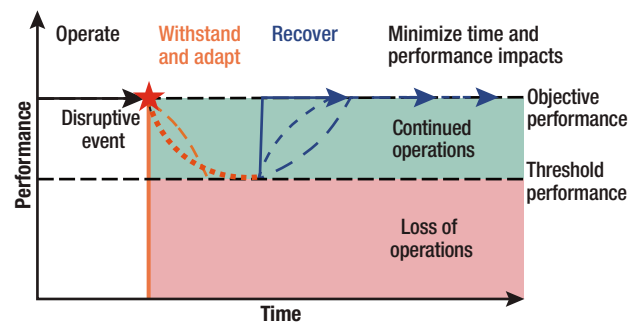 Operate
Withstand
and adapt
Recover
Minimize time and
performance impacts
Objective
performance
Disruptive
event
Continued
operations
Threshold
performance
Loss of
operations
Performance
Time